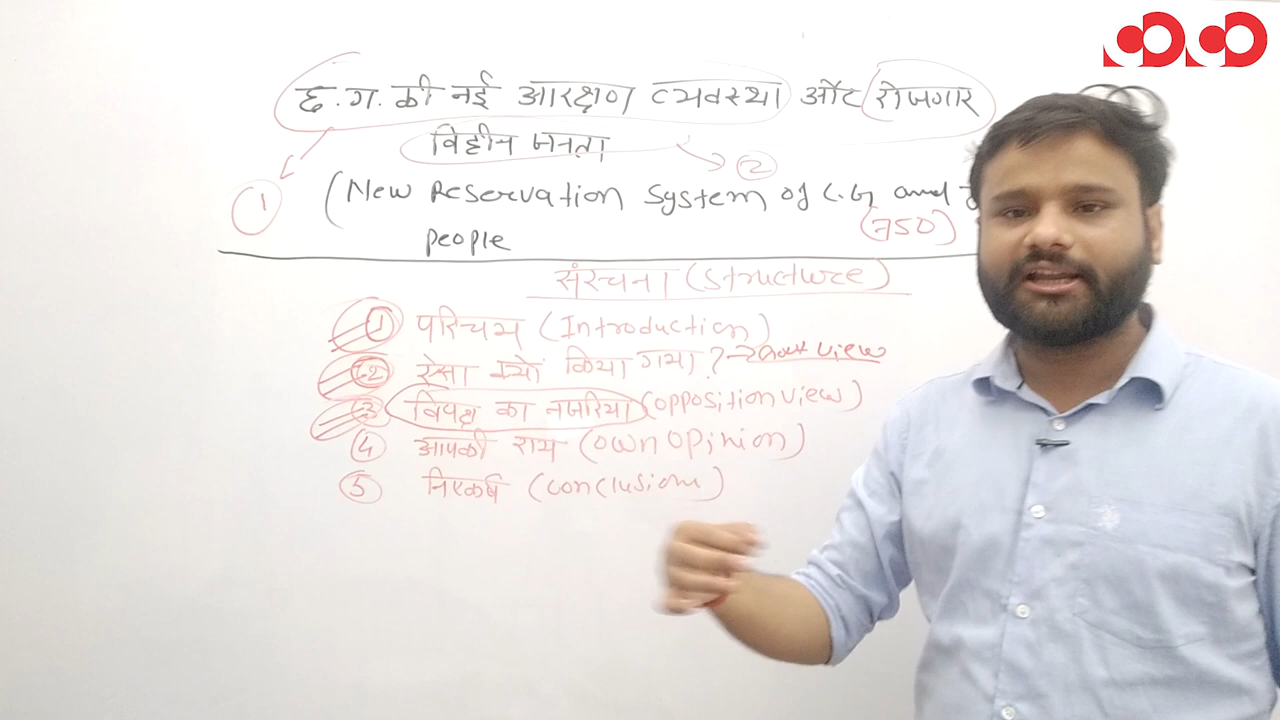 छ.ग. की नई आरक्षण व्यवस्था और रोजगार
विहीन जनता
②
① (New Reservation System of C.G and
people
(750)
संरचना (Structure)
① परिचय (Introduction)
② ऐसा क्यों किया गया? → Govt view
③ विपक्ष का नजरिया (opposition view)
④ आपकी राय (own opinion)
⑤ निष्कर्ष (conclusion)